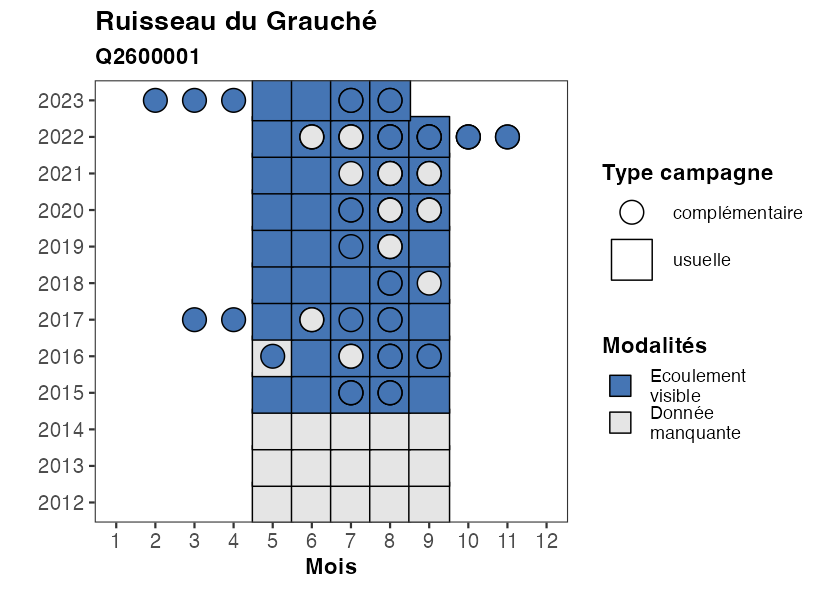 Ruisseau du Grauché
Q2600001
2023
2022
2021
2020
2019
2018
2017
2016
2015
2014
2013
2012
1 2 3 4 5 6 7 8 9 10 11 12
Mois
Type campagne
complémentaire
usuelle
Modalités
Ecoulement
visible
Donnée
manquante